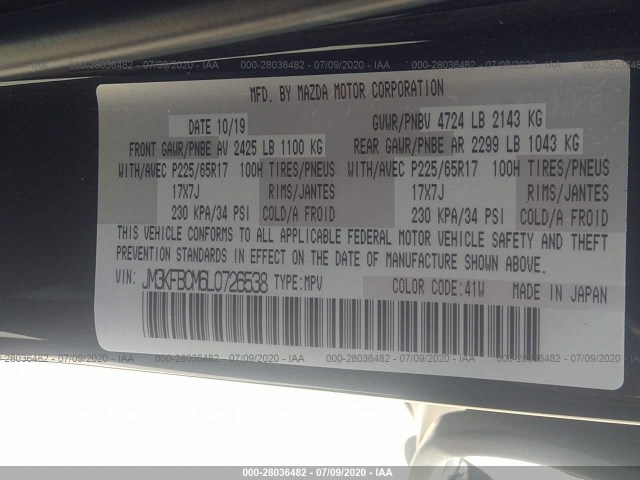 000-28036482 - 07/09/2020 - IAA
MFD. BY MAZDA MOTOR CORPORATION
DATE 10/19 GVWR/PNBV 4724 LB 2143 KG
FRONT GAWR/PNBE AV 2425 LB 1100 KG REAR GAWR/PNBE AR 2299 LB 1043 KG
WITH/AVEC P225/65R17 100H TIRES/PNEUS WITH/AVEC P225/65R17 100H TIRES/PNEUS
17X7J RIMS/JANTES 17X7J RIMS/JANTES
230 KPA/34 PSI COLD/A FROID 230 KPA/34 PSI COLD/A FROID
THIS VEHICLE CONFORMS TO ALL APPLICABLE FEDERAL MOTOR VEHICLE SAFETY AND THEFT
PREVENTION STANDARDS IN EFFECT ON THE DATE OF MANUFACTURE SHOWN ABOVE.
VIN: JM3KFBCM6L0726538 TYPE:MPV COLOR CODE:41W MADE IN JAPAN
000-28036482 - 07/09/2020 - IAA